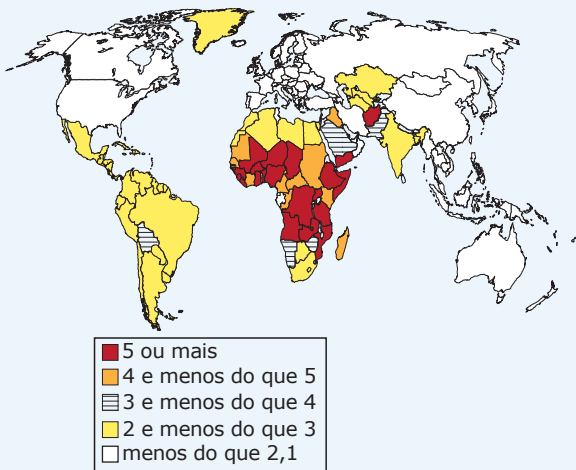 5 ou mais
4 e menos do que 5
3 e menos do que 4
2 e menos do que 3
menos do que 2,1